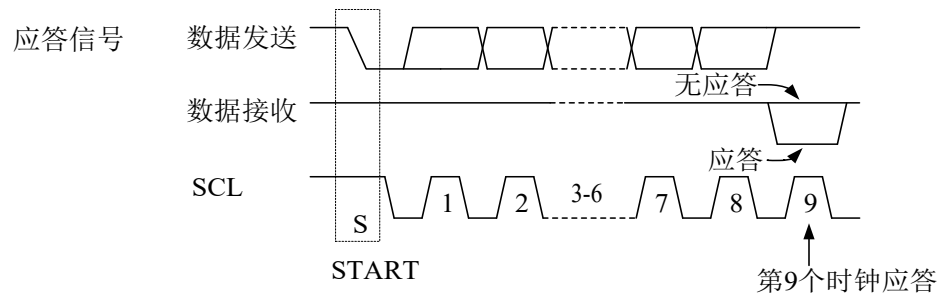 应答信号
数据发送
无应答
数据接收
应答
SCL
1 2 3-6 7 8 9
S
START
第9个时钟应答